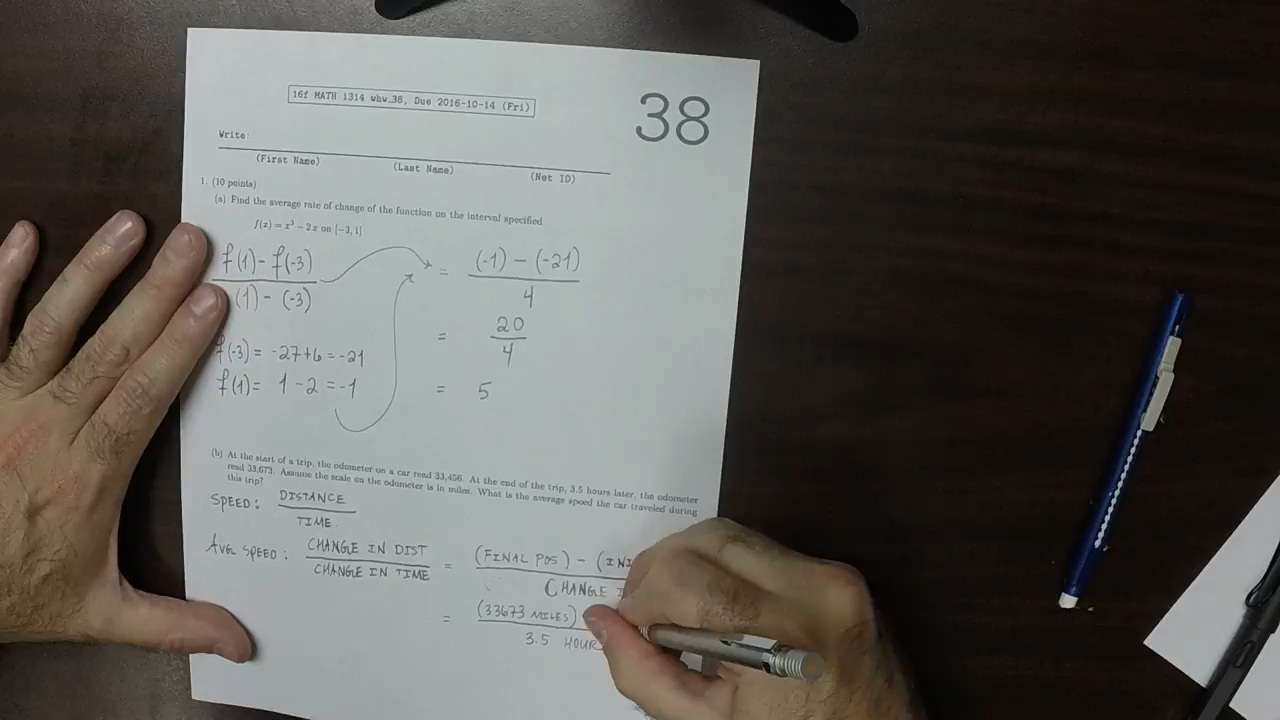 16f MATH 1314 whw_38, Due 2016-10-14 (Fri)
38
Write:
(First Name) (Last Name) (Net ID)
1. (10 points)
(a) Find the average rate of change of the function on the interval specified.
f(x) = x³ − 2x on [−3, 1]
f(1) - f(-3)
(1) - (-3)
= (-1) - (-21)
4
= 20
4
f(-3) = -27+6 = -21
f(1) = 1 - 2 = -1
= 5
(b) At the start of a trip, the odometer on a car read 33,456. At the end of the trip, 3.5 hours later, the odometer
read 33,673. Assume the scale on the odometer is in miles. What is the average speed the car traveled during
this trip?
SPEED: DISTANCE
TIME
AVG SPEED: CHANGE IN DIST
CHANGE IN TIME
= (FINAL POS) - (INI
CHANGE
= (33673 MILES)
3.5 HOUR